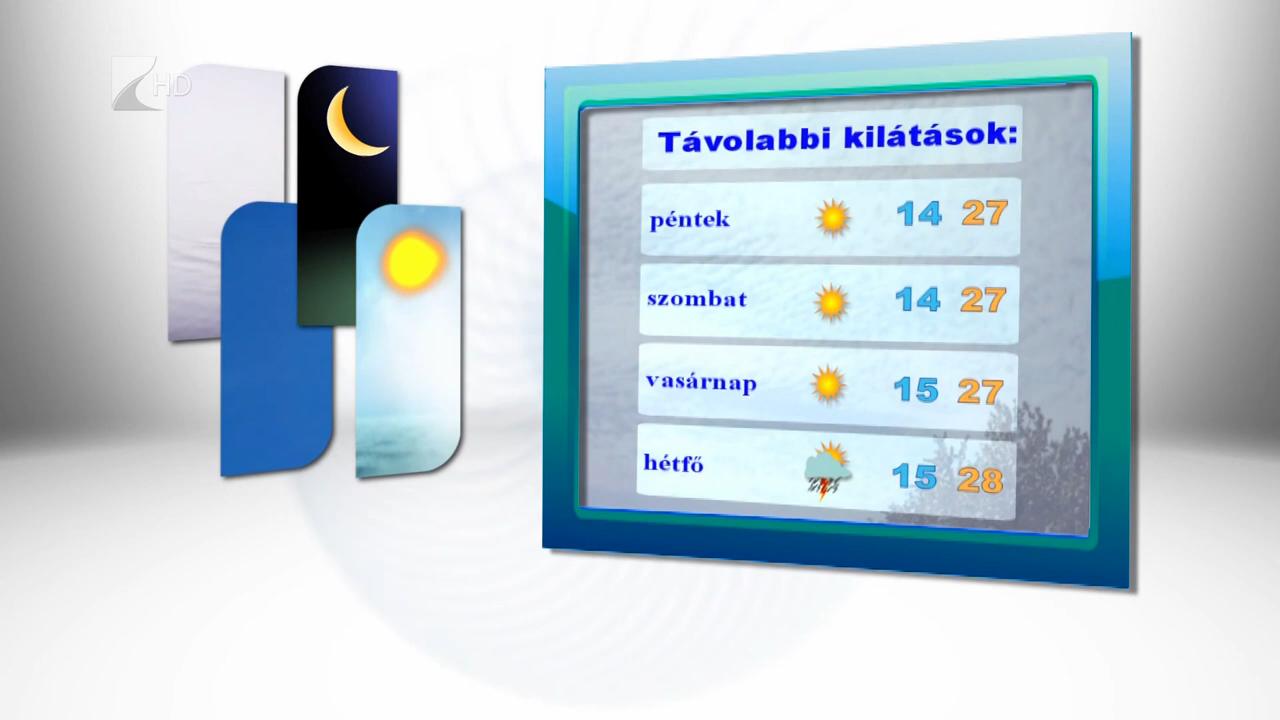 HD
Távolabbi kilátások:
péntek 14 27
szombat 14 27
vasárnap 15 27
hétfő 15 28